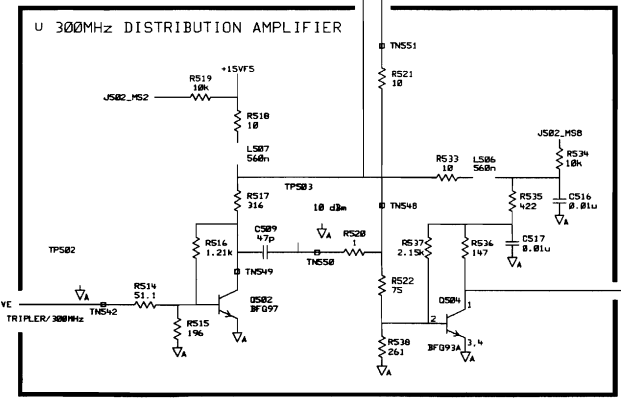 U 300MHz DISTRIBUTION AMPLIFIER
TN551
+15VF5
R519
10k
R521
10
J502_MS2
R518
10
J502_MS8
L507
560n
R533
10
L506
560n
R534
10k
R517
316
TP503
R535
422
C516
0.01u
A
10 dBm
TN548
C509
47p
A
R520
1
R516
1.21k
R537
2.15k
R536
147
C517
0.01u
A
TP502
TN550
TN549
R522
75
R514
51.1
A
Q502
BFQ97
Q504
1
VE
TN542
TRIPLER/300MHz
R515
196
2
BFQ93A
3,4
R538
261
A
A
A
A